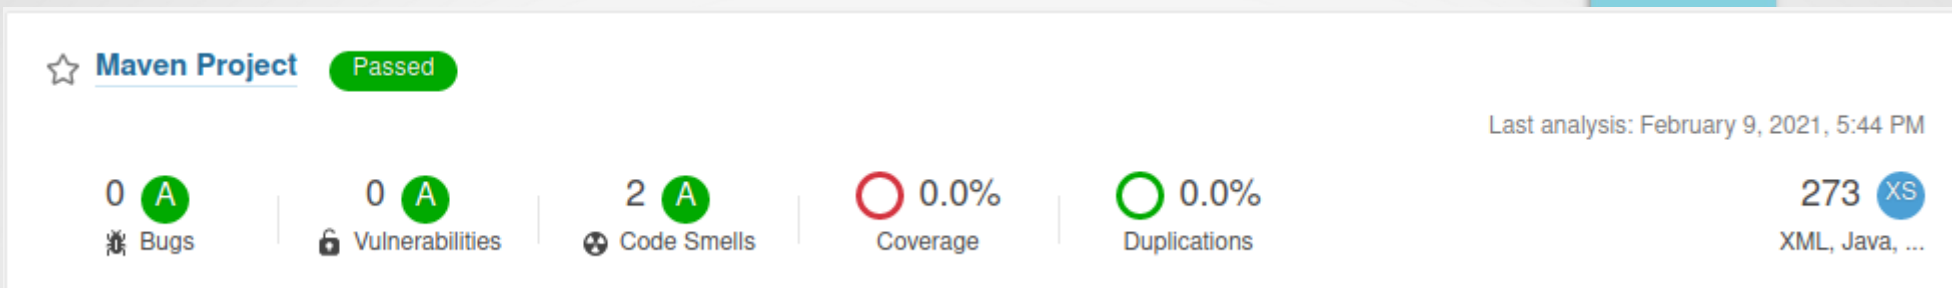 Maven Project Passed
Last analysis: February 9, 2021, 5:44 PM
0 A 0 A 2 A 0.0% 0.0% 273 XS
Bugs Vulnerabilities Code Smells Coverage Duplications XML, Java, ...